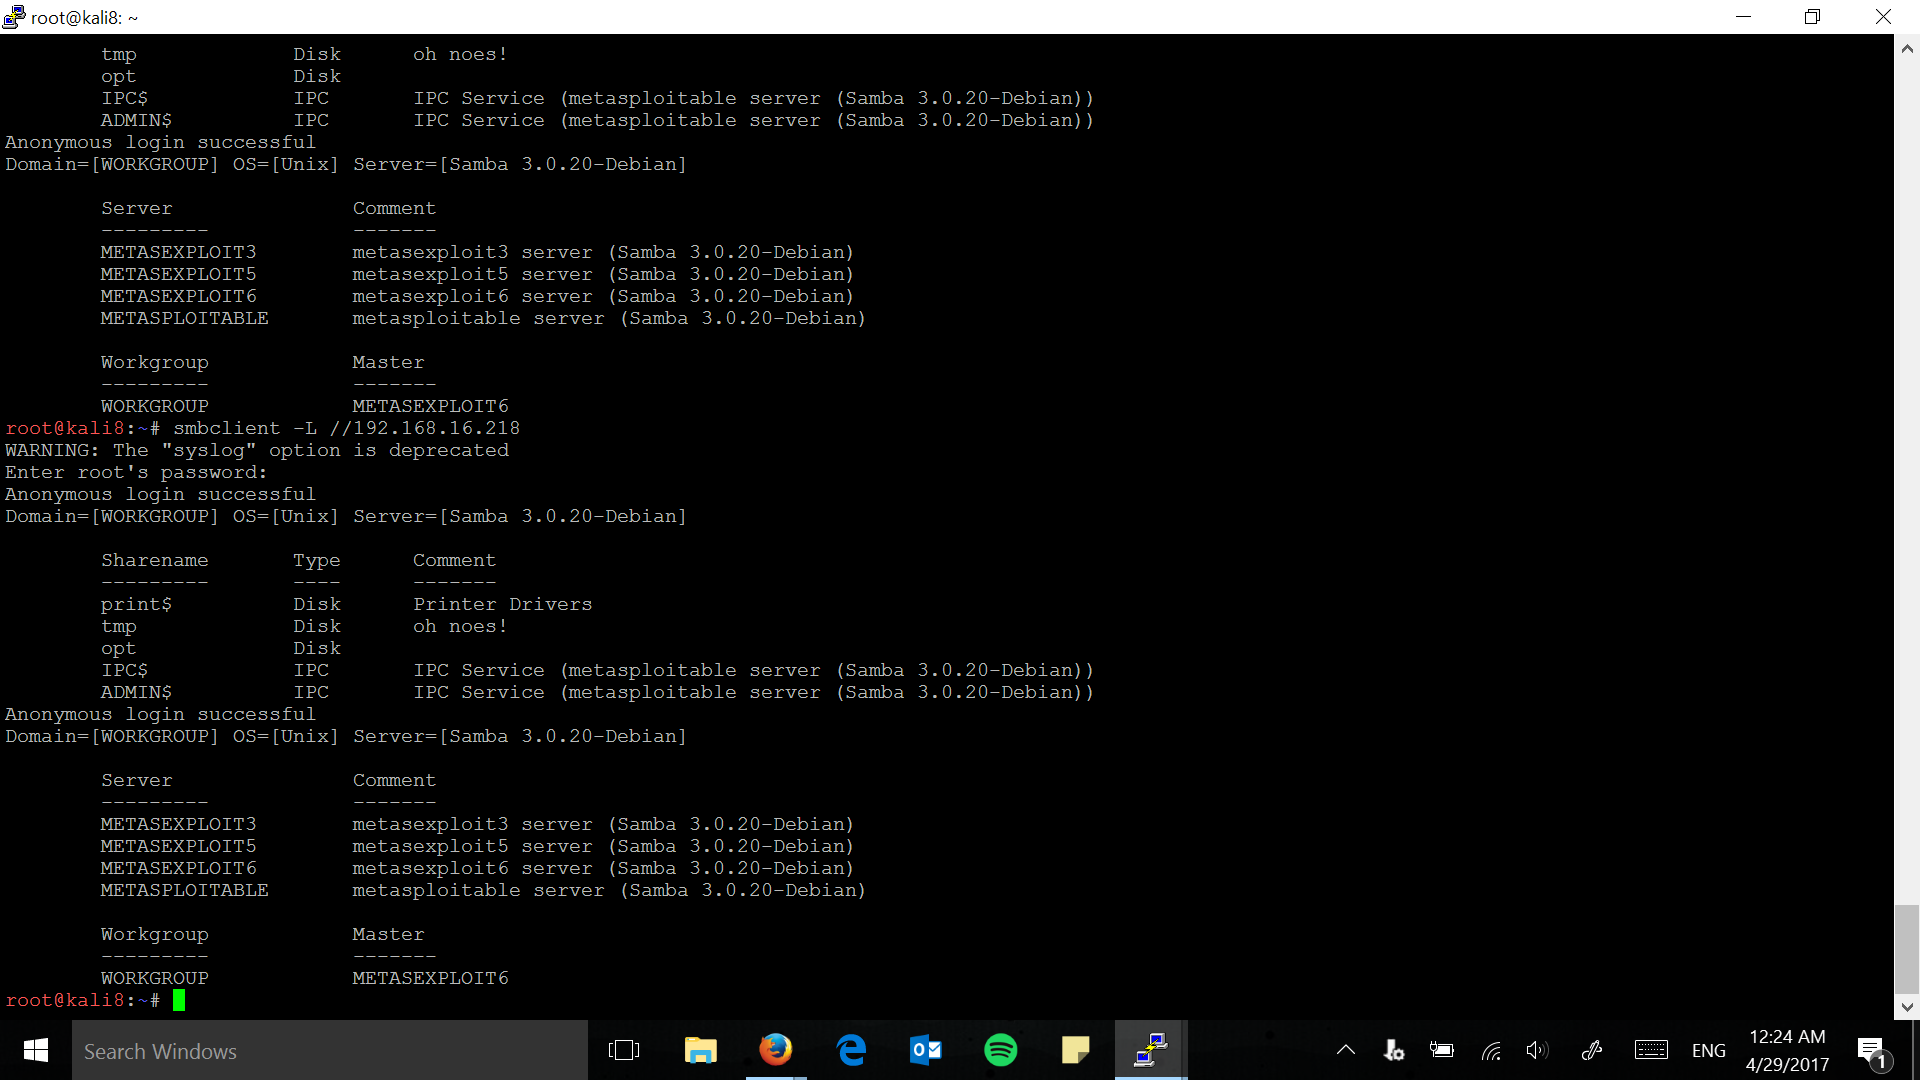 root@kali8: ~
tmp Disk oh noes!
opt Disk
IPC$ IPC IPC Service (metasploitable server (Samba 3.0.20-Debian))
ADMIN$ IPC IPC Service (metasploitable server (Samba 3.0.20-Debian))
Anonymous login successful
Domain=[WORKGROUP] OS=[Unix] Server=[Samba 3.0.20-Debian]
Server Comment
--------- -------
METASEXPLOIT3 metasexploit3 server (Samba 3.0.20-Debian)
METASEXPLOIT5 metasexploit5 server (Samba 3.0.20-Debian)
METASEXPLOIT6 metasexploit6 server (Samba 3.0.20-Debian)
METASPLOITABLE metasploitable server (Samba 3.0.20-Debian)
Workgroup Master
--------- -------
WORKGROUP METASEXPLOIT6
root@kali8:~# smbclient -L //192.168.16.218
WARNING: The "syslog" option is deprecated
Enter root's password:
Anonymous login successful
Domain=[WORKGROUP] OS=[Unix] Server=[Samba 3.0.20-Debian]
Sharename Type Comment
--------- ---- -------
print$ Disk Printer Drivers
tmp Disk oh noes!
opt Disk
IPC$ IPC IPC Service (metasploitable server (Samba 3.0.20-Debian))
ADMIN$ IPC IPC Service (metasploitable server (Samba 3.0.20-Debian))
Anonymous login successful
Domain=[WORKGROUP] OS=[Unix] Server=[Samba 3.0.20-Debian]
Server Comment
--------- -------
METASEXPLOIT3 metasexploit3 server (Samba 3.0.20-Debian)
METASEXPLOIT5 metasexploit5 server (Samba 3.0.20-Debian)
METASEXPLOIT6 metasexploit6 server (Samba 3.0.20-Debian)
METASPLOITABLE metasploitable server (Samba 3.0.20-Debian)
Workgroup Master
--------- -------
WORKGROUP METASEXPLOIT6
root@kali8:~#
Search Windows
ENG
12:24 AM
4/29/2017
1